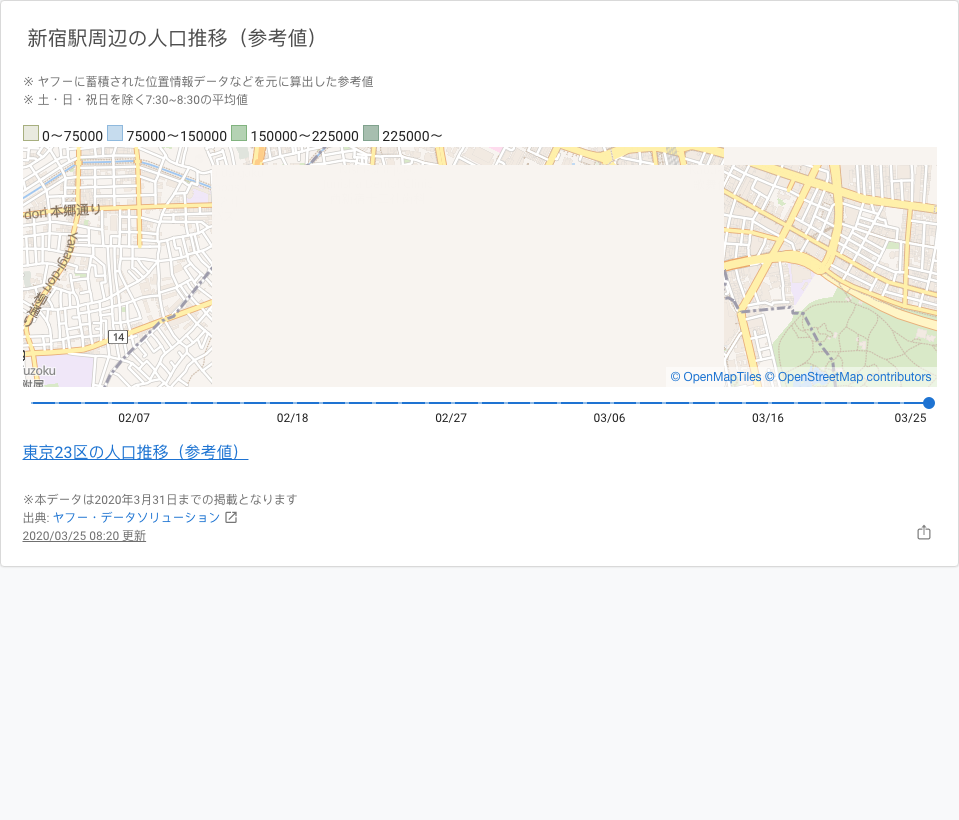 新宿駅周辺の人口推移（参考値）
※ ヤフーに蓄積された位置情報データなどを元に算出した参考値
※ 土・日・祝日を除く7:30~8:30の平均値
0〜75000 75000〜150000 150000〜225000 225000〜
dori 本郷通り
Yanagi-dori
14
uzoku
附属
© OpenMapTiles © OpenStreetMap contributors
02/07 02/18 02/27 03/06 03/16 03/25
東京23区の人口推移（参考値）
※本データは2020年3月31日までの掲載となります
出典: ヤフー・データソリューション
2020/03/25 08:20 更新